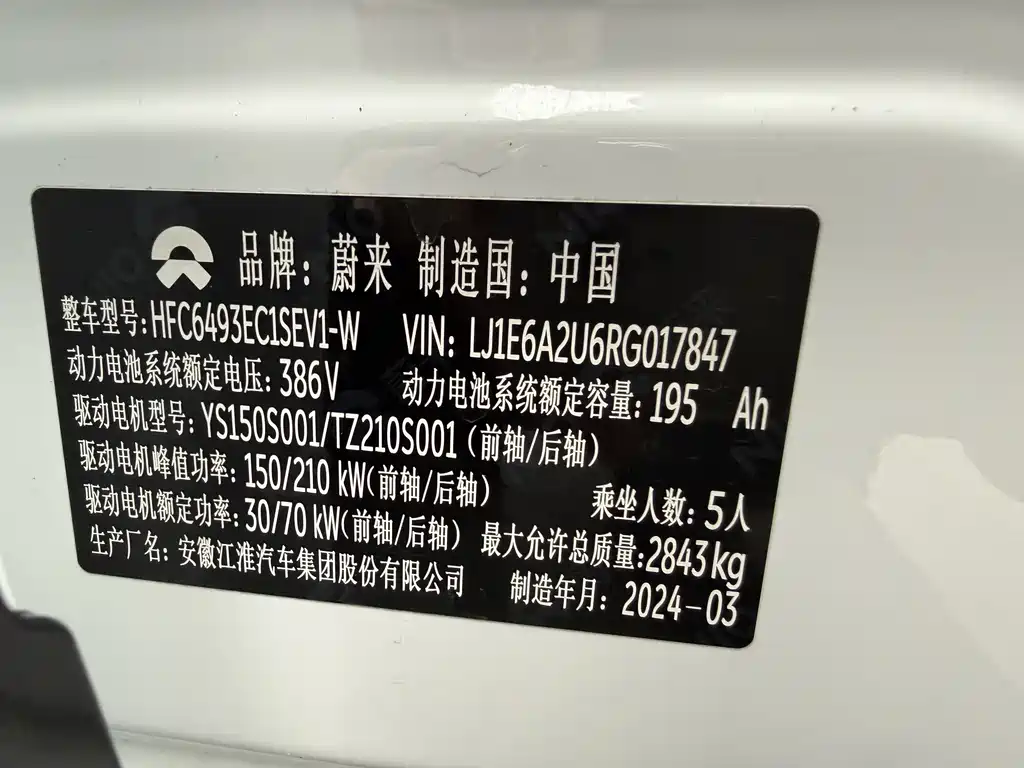 品牌：蔚来 制造国：中国
整车型号：HFC6493EC1SEV1-W VIN：LJ1E6A2U6RG017847
动力电池系统额定电压：386V 动力电池系统额定容量：195 Ah
驱动电机型号：YS150S001/TZ210S001（前轴/后轴）
驱动电机峰值功率：150/210 kW(前轴/后轴) 乘坐人数：5人
驱动电机额定功率：30/70 kW(前轴/后轴) 最大允许总质量：2843kg
生产厂名：安徽江淮汽车集团股份有限公司 制造年月：2024-03